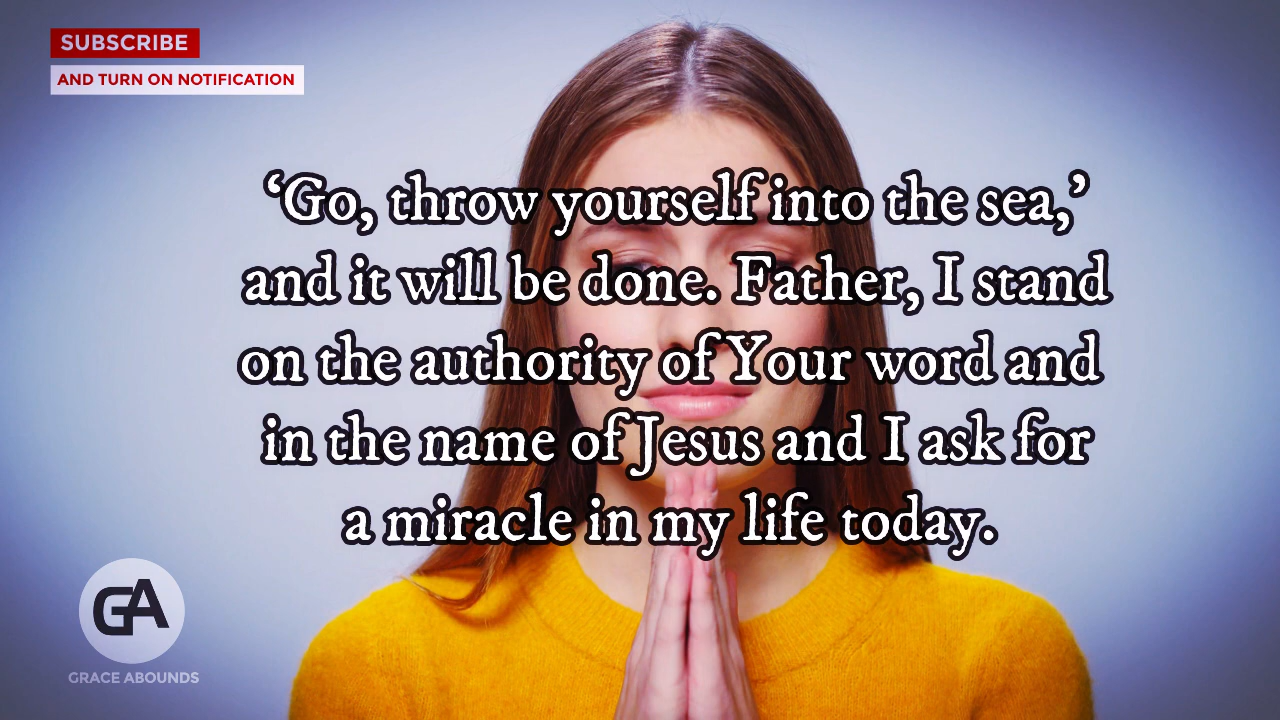 SUBSCRIBE
AND TURN ON NOTIFICATION
‘Go, throw yourself into the sea,’
and it will be done. Father, I stand
on the authority of Your word and
in the name of Jesus and I ask for
a miracle in my life today.
GA
GRACE ABOUNDS